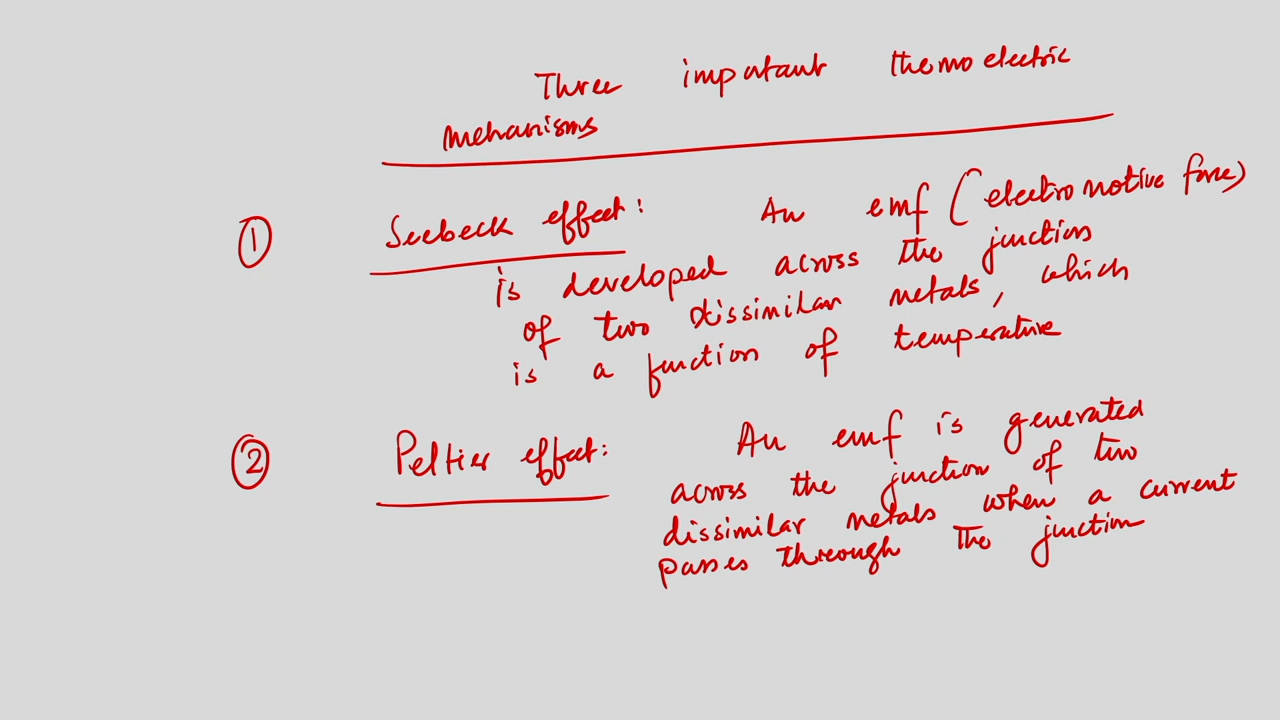 Three important thermoelectric
mehanisms
① Seebeck effect: An emf (electromotive force)
is developed across the junction
of two dissimilar metals, which
is a function of temperature
② Peltier effect: An emf is generated
across the junction of two
dissimilar metals when a current
passes through the junction